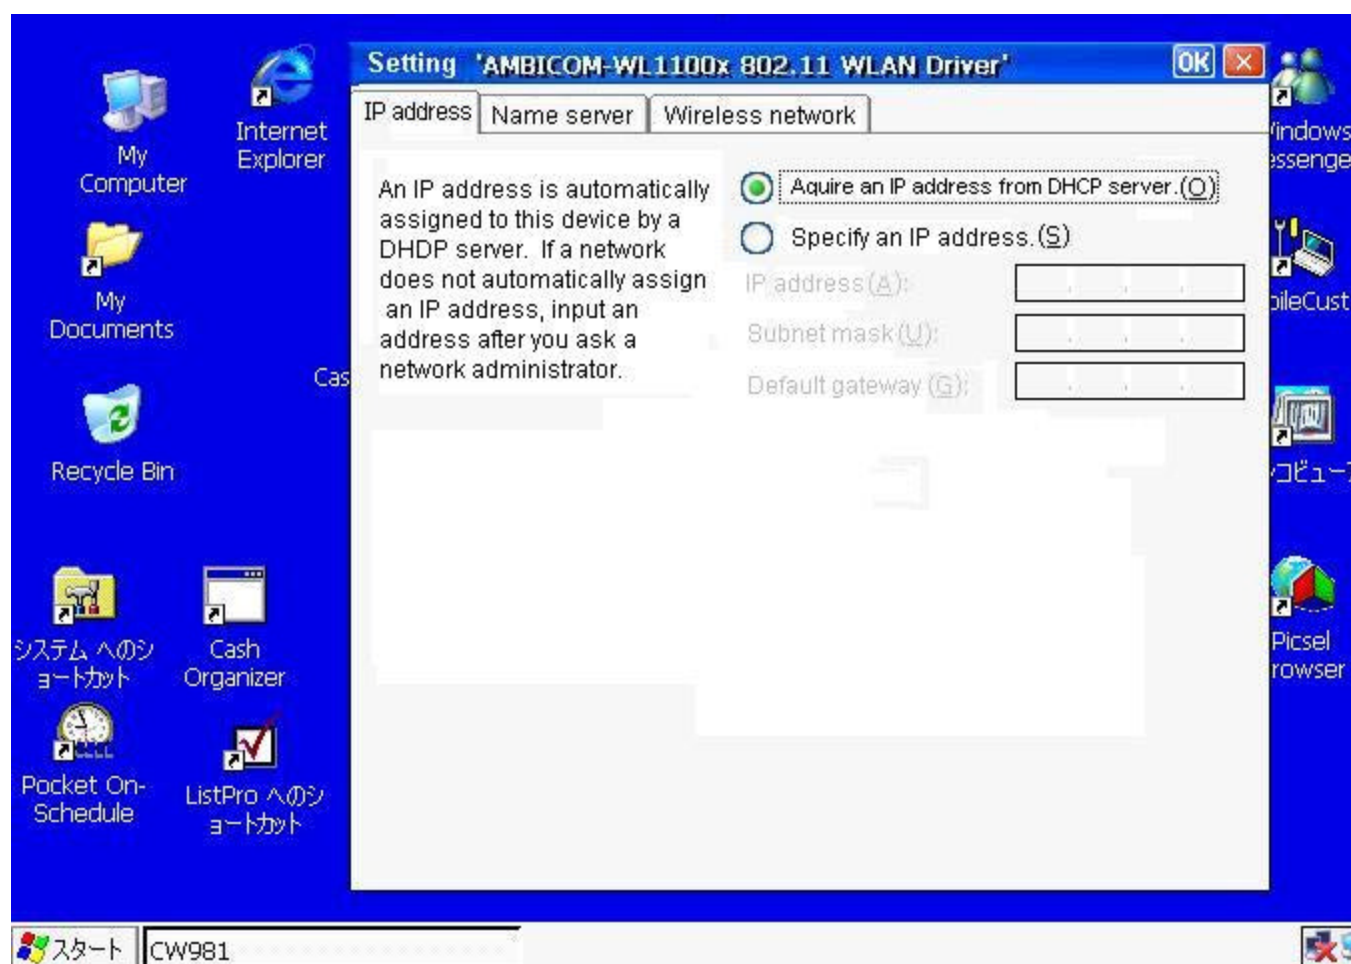 Setting 'AMBICOM-WL1100x 802.11 WLAN Driver'
OK
IP address
Name server
Wireless network
An IP address is automatically
assigned to this device by a
DHDP server. If a network
does not automatically assign
an IP address, input an
address after you ask a
network administrator.
Aquire an IP address from DHCP server.(O)
Specify an IP address.(S)
IP address(A):
Subnet mask(U):
Default gateway (G):
My
Computer
Internet
Explorer
My
Documents
Cas
Recycle Bin
システム へのシ
ョートカット
Cash
Organizer
Pocket On-
Schedule
ListPro へのシ
ョートカット
indows
essenge
bileCust
コピュー
Picsel
rowser
スタート
CW981